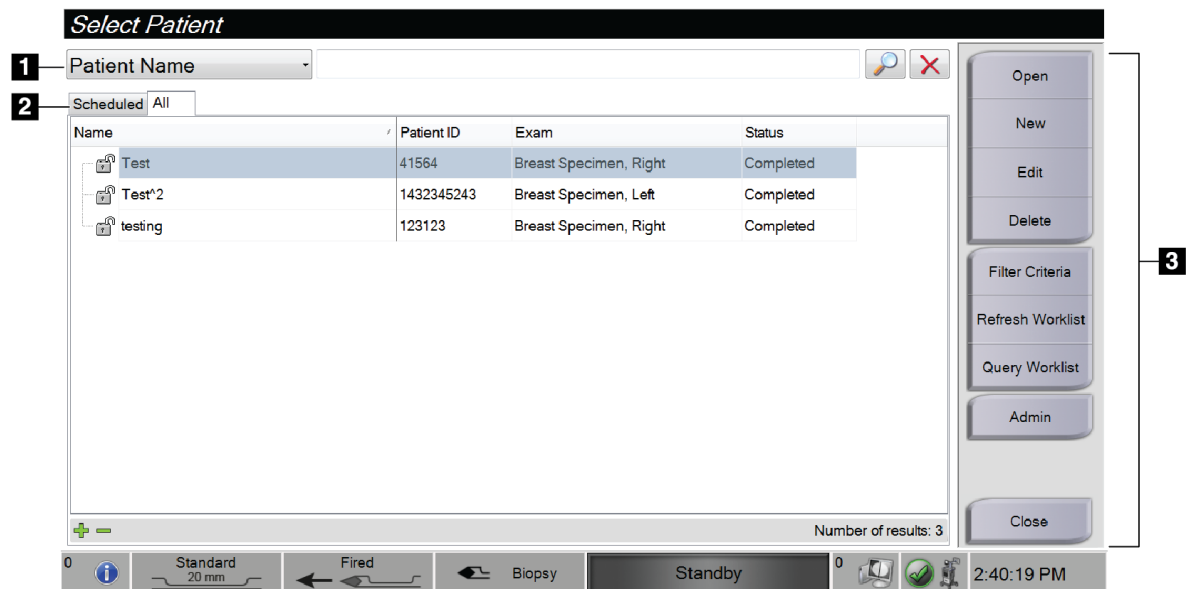 Select Patient
1 Patient Name
2 Scheduled All
Name Patient ID Exam Status
Test 41564 Breast Specimen, Right Completed
Test^2 1432345243 Breast Specimen, Left Completed
testing 123123 Breast Specimen, Right Completed
Number of results: 3
Open
New
Edit
Delete
Filter Criteria
Refresh Worklist
Query Worklist
Admin
Close
3
0 Standard Fired Biopsy Standby 0 2:40:19 PM
20 mm